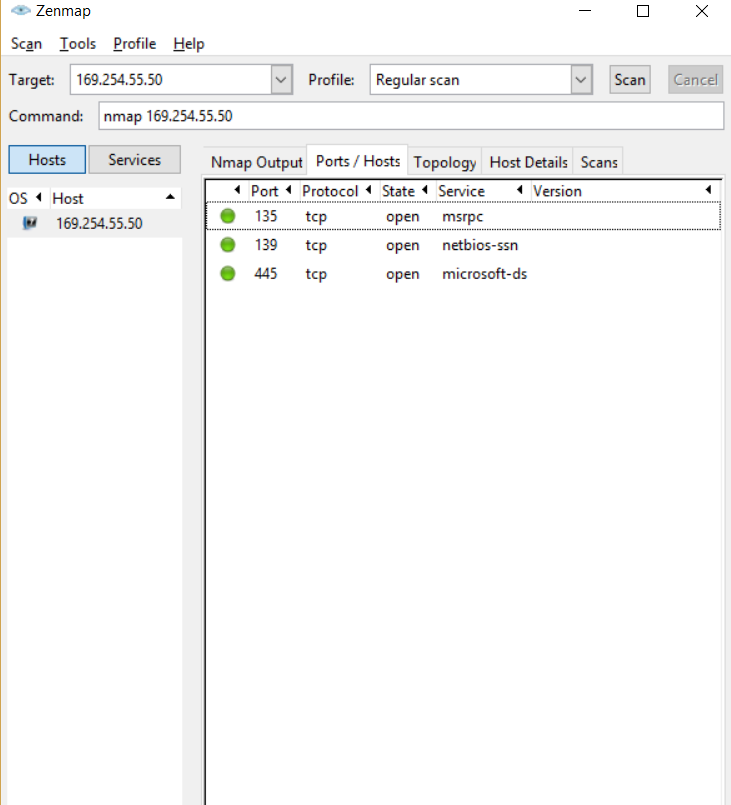 Zenmap
Scan Tools Profile Help
Target: 169.254.55.50 Profile: Regular scan Scan Cancel
Command: nmap 169.254.55.50
Hosts Services
Nmap Output Ports / Hosts Topology Host Details Scans
OS Host
169.254.55.50
Port Protocol State Service Version
135 tcp open msrpc
139 tcp open netbios-ssn
445 tcp open microsoft-ds